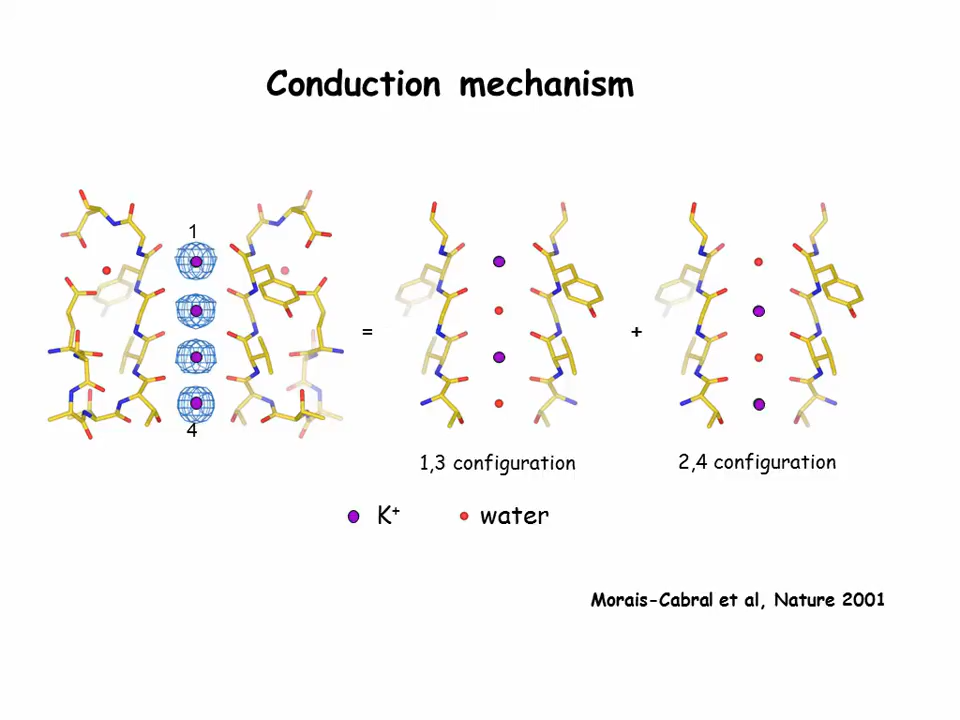 Conduction mechanism
1
=
+
4
1,3 configuration
2,4 configuration
K⁺
water
Morais-Cabral et al, Nature 2001